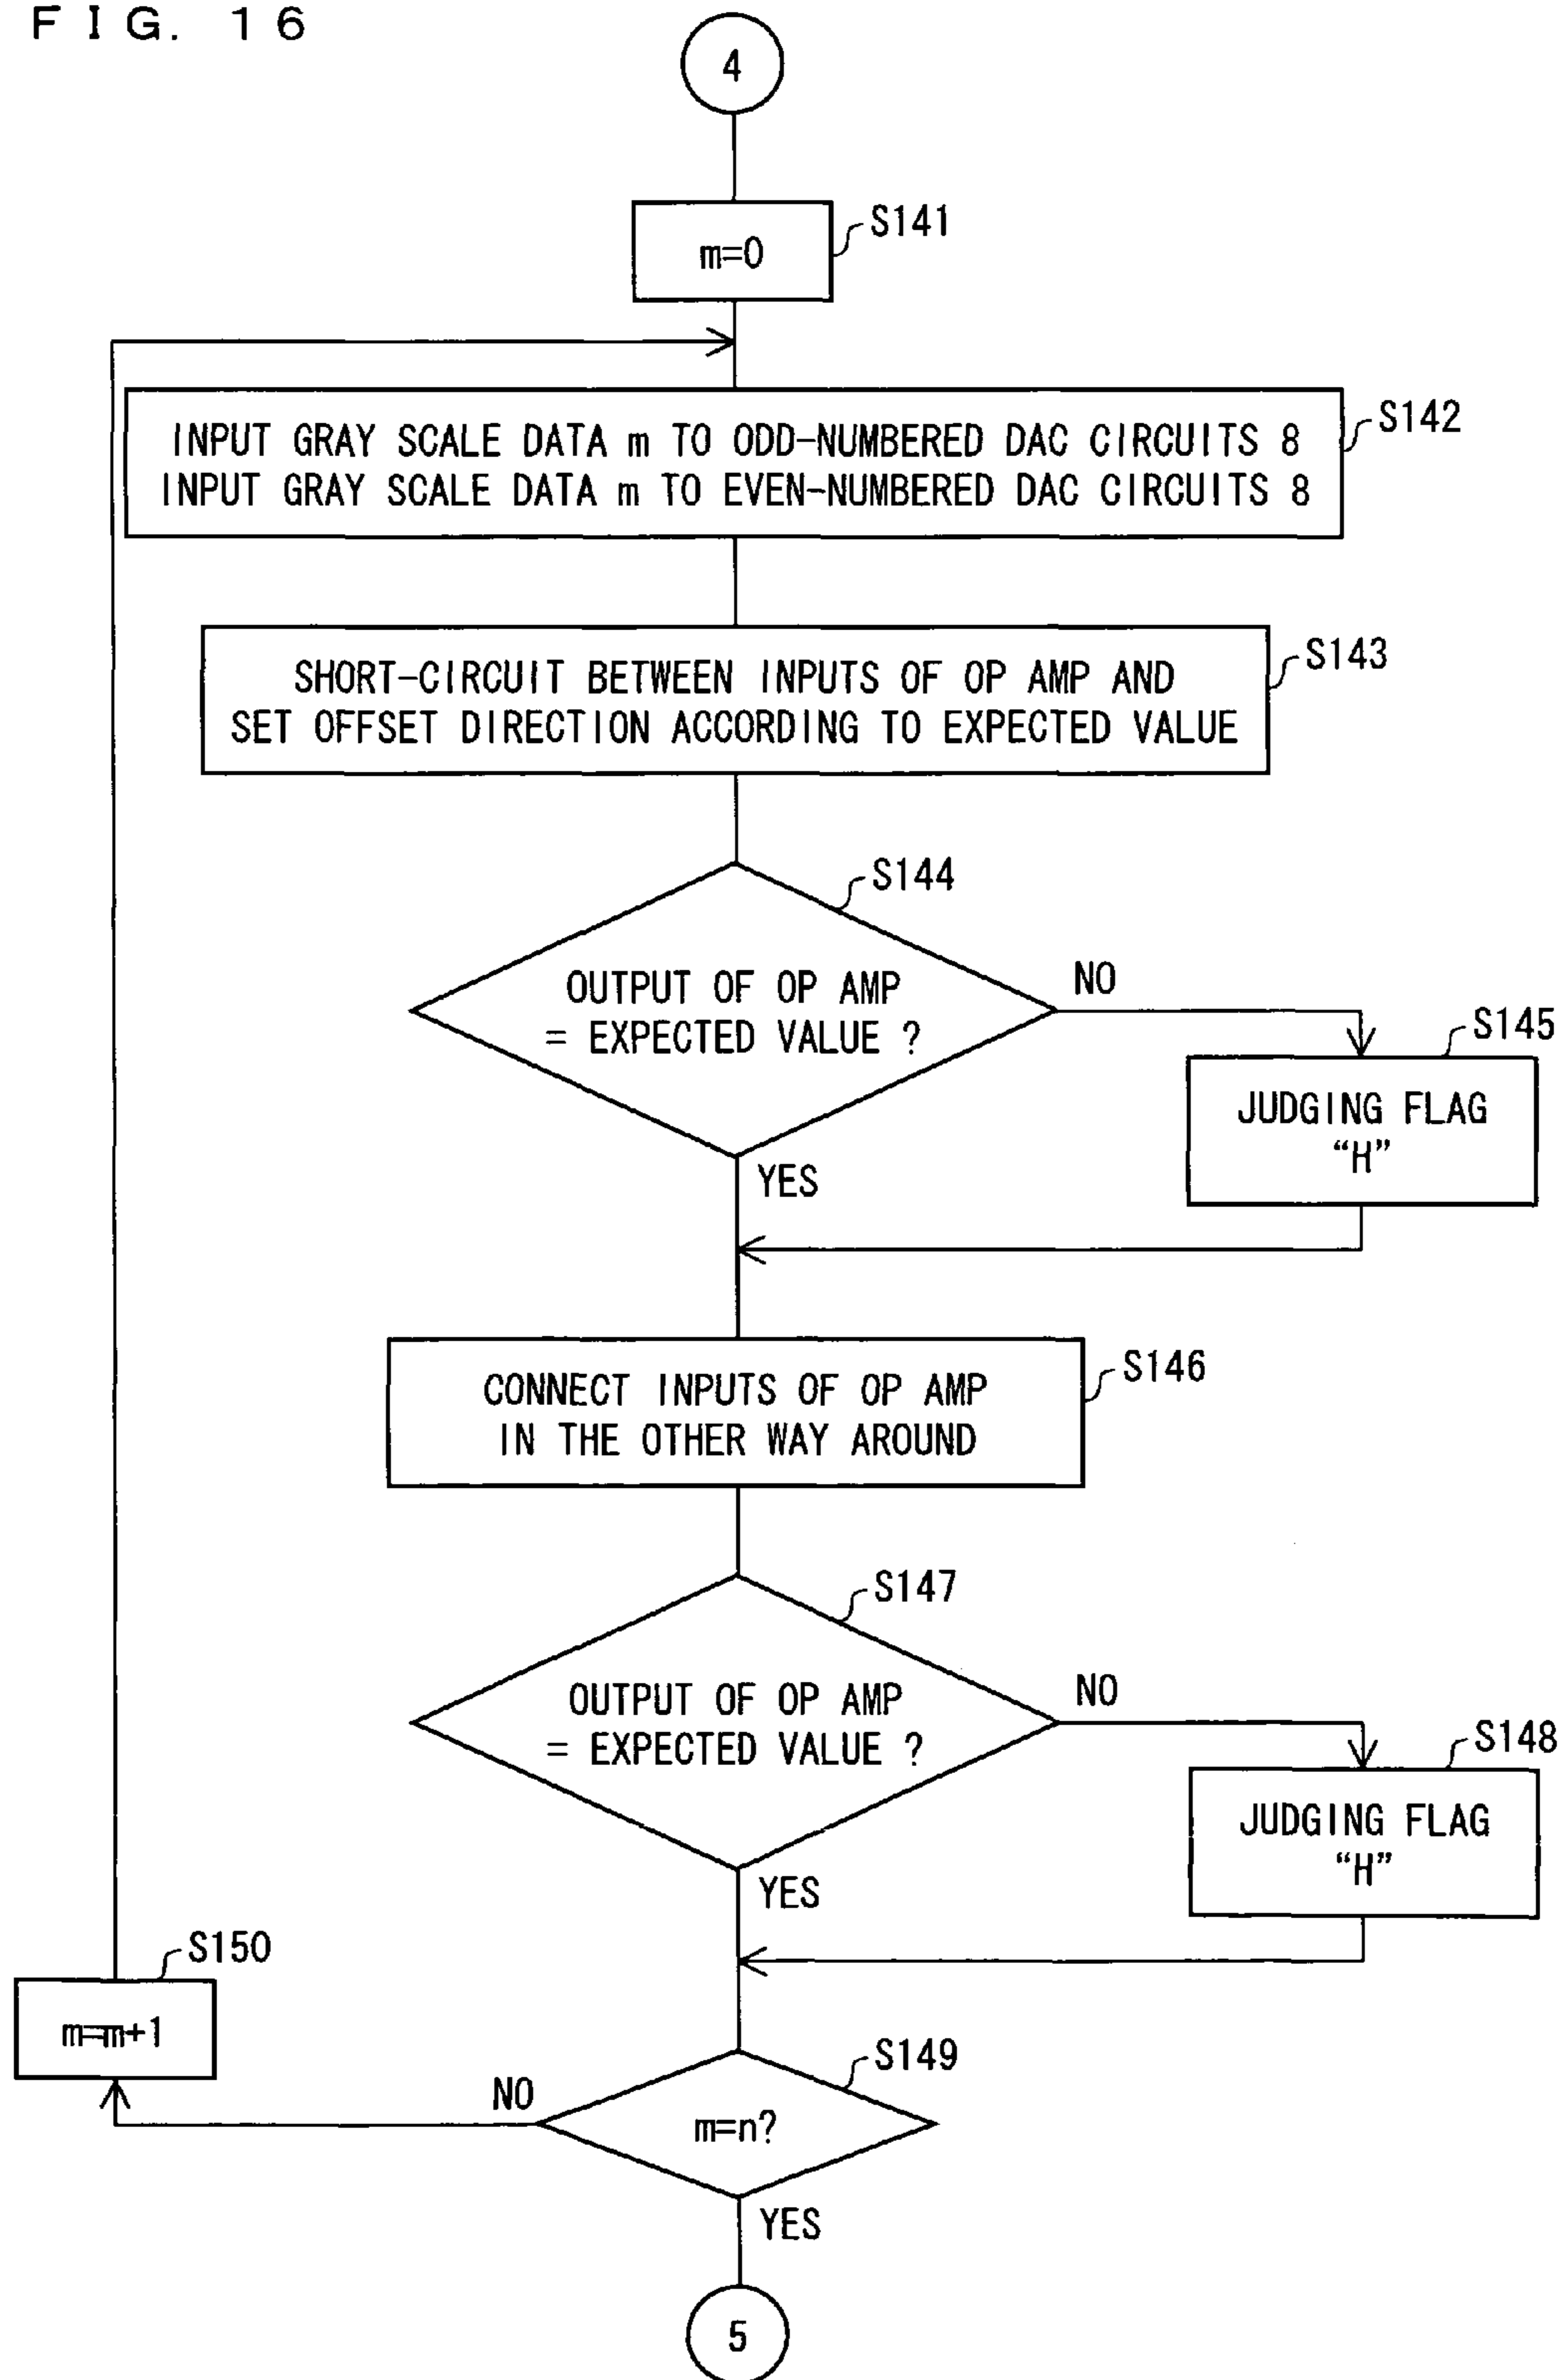 FIG. 16
4
S141
m=0
S142
INPUT GRAY SCALE DATA m TO ODD-NUMBERED DAC CIRCUITS 8
INPUT GRAY SCALE DATA m TO EVEN-NUMBERED DAC CIRCUITS 8
S143
SHORT-CIRCUIT BETWEEN INPUTS OF OP AMP AND
SET OFFSET DIRECTION ACCORDING TO EXPECTED VALUE
S144
OUTPUT OF OP AMP
= EXPECTED VALUE ?
NO
S145
JUDGING FLAG
“H”
YES
S146
CONNECT INPUTS OF OP AMP
IN THE OTHER WAY AROUND
S147
OUTPUT OF OP AMP
= EXPECTED VALUE ?
NO
S148
JUDGING FLAG
“H”
YES
S150
m=m+1
S149
NO
m=n?
YES
5